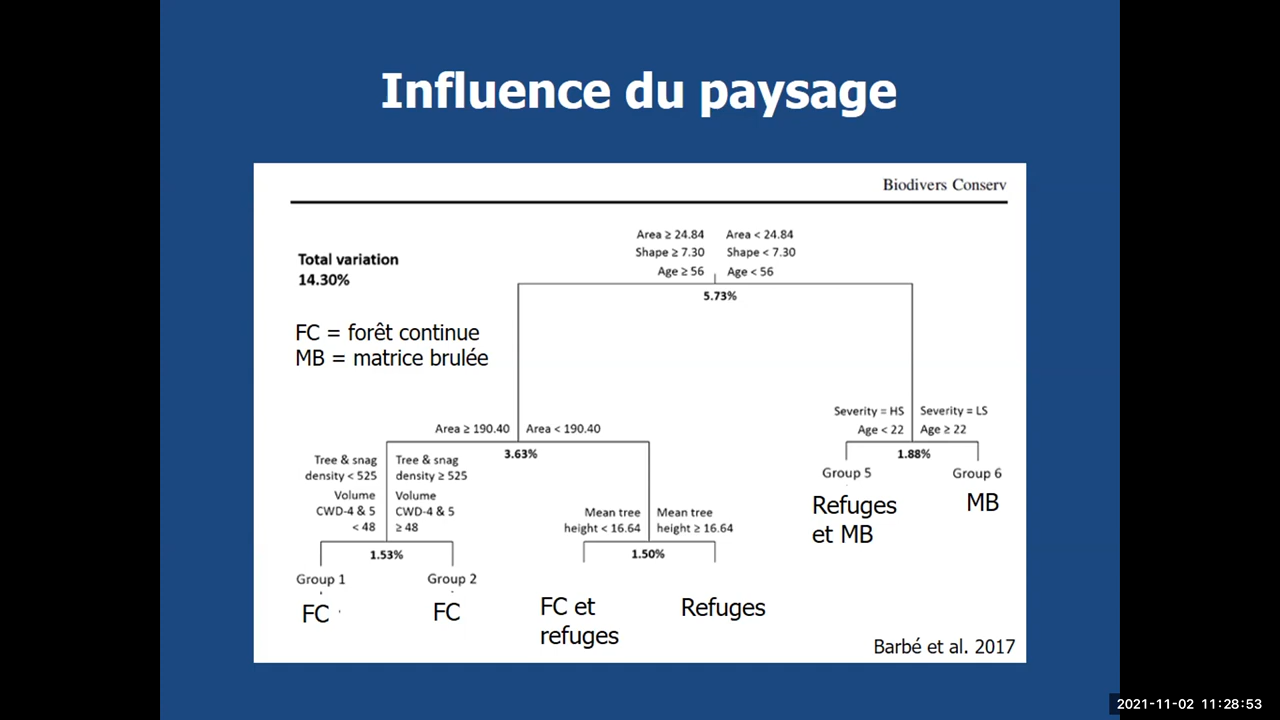 Influence du paysage
Biodivers Conserv
Area ≥ 24.84
Shape ≥ 7.30
Age ≥ 56
Area < 24.84
Shape < 7.30
Age < 56
5.73%
Total variation
14.30%
FC = forêt continue
MB = matrice brulée
Area ≥ 190.40
Area < 190.40
3.63%
Severity = HS
Age < 22
Severity = LS
Age ≥ 22
1.88%
Tree & snag
density < 525
Volume
CWD-4 & 5
< 48
Tree & snag
density ≥ 525
Volume
CWD-4 & 5
≥ 48
1.53%
Mean tree
height < 16.64
Mean tree
height ≥ 16.64
1.50%
Group 5
Refuges
et MB
Group 6
MB
Group 1
FC
Group 2
FC
FC et
refuges
Refuges
Barbé et al. 2017
2021-11-02 11:28:53